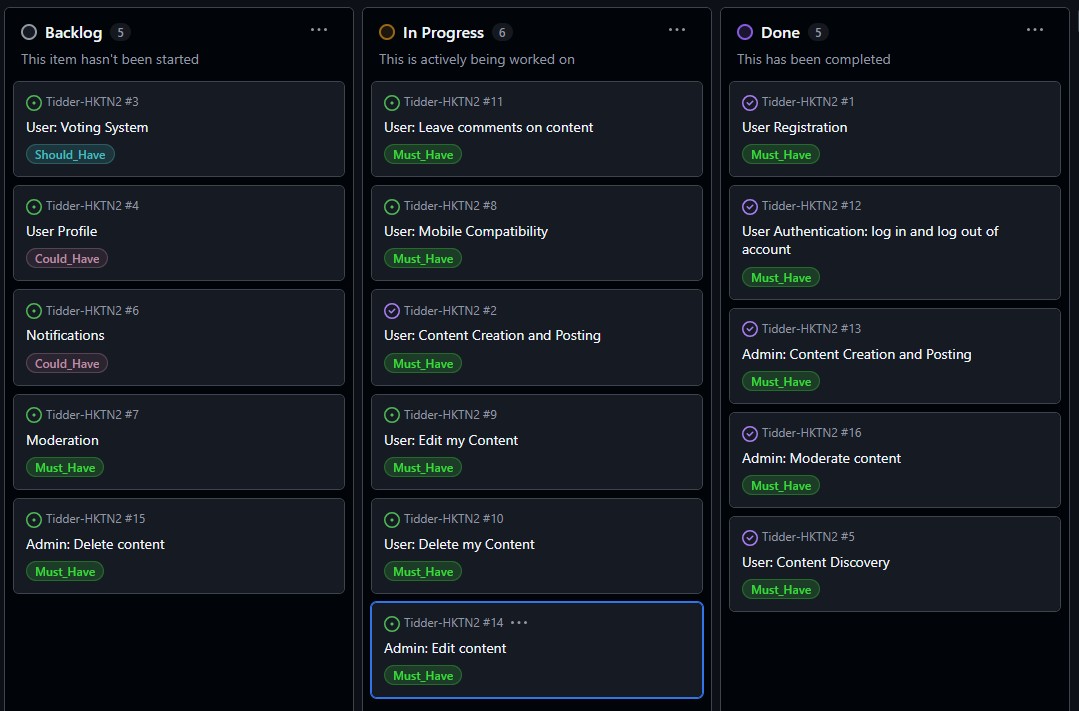 Backlog 5
This item hasn't been started
Tidder-HKTN2 #3
User: Voting System
Should_Have
Tidder-HKTN2 #4
User Profile
Could_Have
Tidder-HKTN2 #6
Notifications
Could_Have
Tidder-HKTN2 #7
Moderation
Must_Have
Tidder-HKTN2 #15
Admin: Delete content
Must_Have
In Progress 6
This is actively being worked on
Tidder-HKTN2 #11
User: Leave comments on content
Must_Have
Tidder-HKTN2 #8
User: Mobile Compatibility
Must_Have
Tidder-HKTN2 #2
User: Content Creation and Posting
Must_Have
Tidder-HKTN2 #9
User: Edit my Content
Must_Have
Tidder-HKTN2 #10
User: Delete my Content
Must_Have
Tidder-HKTN2 #14
Admin: Edit content
Must_Have
Done 5
This has been completed
Tidder-HKTN2 #1
User Registration
Must_Have
Tidder-HKTN2 #12
User Authentication: log in and log out of
account
Must_Have
Tidder-HKTN2 #13
Admin: Content Creation and Posting
Must_Have
Tidder-HKTN2 #16
Admin: Moderate content
Must_Have
Tidder-HKTN2 #5
User: Content Discovery
Must_Have